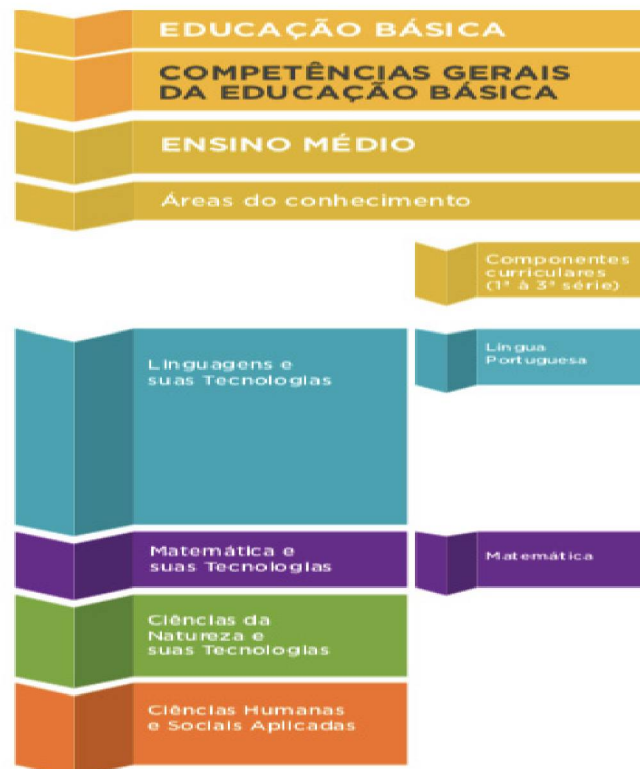 EDUCAÇÃO BÁSICA
COMPETÊNCIAS GERAIS
DA EDUCAÇÃO BÁSICA
ENSINO MÉDIO
Áreas do conhecimento
Componentes
curriculares
(1ª à 3ª série)
Linguagens e
suas Tecnologias
Língua
Portuguesa
Matemática e
suas Tecnologias
Matemática
Ciências da
Natureza e
suas Tecnologias
Ciências Humanas
e Sociais Aplicadas